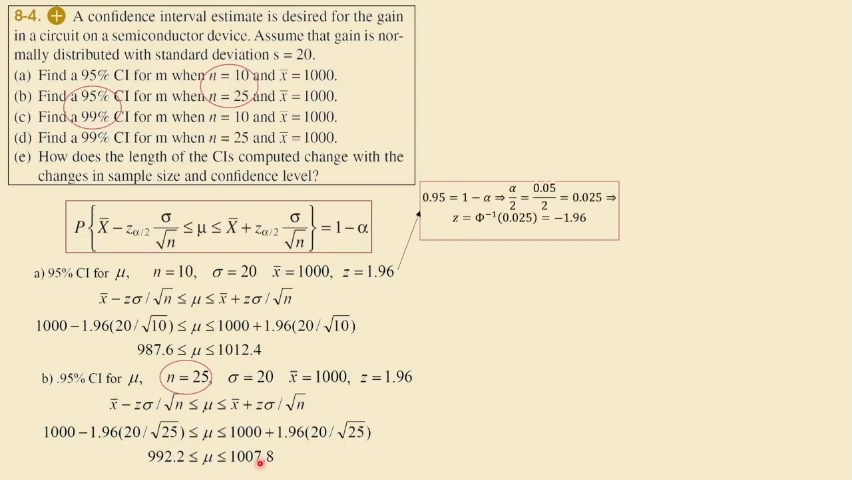 8-4. A confidence interval estimate is desired for the gain
in a circuit on a semiconductor device. Assume that gain is nor-
mally distributed with standard deviation s = 20.
(a) Find a 95% CI for m when n = 10 and x̅ = 1000.
(b) Find a 95% CI for m when n = 25 and x̅ = 1000.
(c) Find a 99% CI for m when n = 10 and x̅ = 1000.
(d) Find a 99% CI for m when n = 25 and x̅ = 1000.
(e) How does the length of the CIs computed change with the
changes in sample size and confidence level?
P{X̅ − z_{α/2} σ/√n ≤ μ ≤ X̅ + z_{α/2} σ/√n} = 1 − α
0.95 = 1 − α ⇒ α/2 = 0.05/2 = 0.025 ⇒
z = Φ⁻¹(0.025) = −1.96
a) 95% CI for μ, n = 10, σ = 20 x̅ = 1000, z = 1.96
x̅ − zσ/√n ≤ μ ≤ x̅ + zσ/√n
1000 − 1.96(20/√10) ≤ μ ≤ 1000 + 1.96(20/√10)
987.6 ≤ μ ≤ 1012.4
b) .95% CI for μ, n = 25, σ = 20 x̅ = 1000, z = 1.96
x̅ − zσ/√n ≤ μ ≤ x̅ + zσ/√n
1000 − 1.96(20/√25) ≤ μ ≤ 1000 + 1.96(20/√25)
992.2 ≤ μ ≤ 1007.8